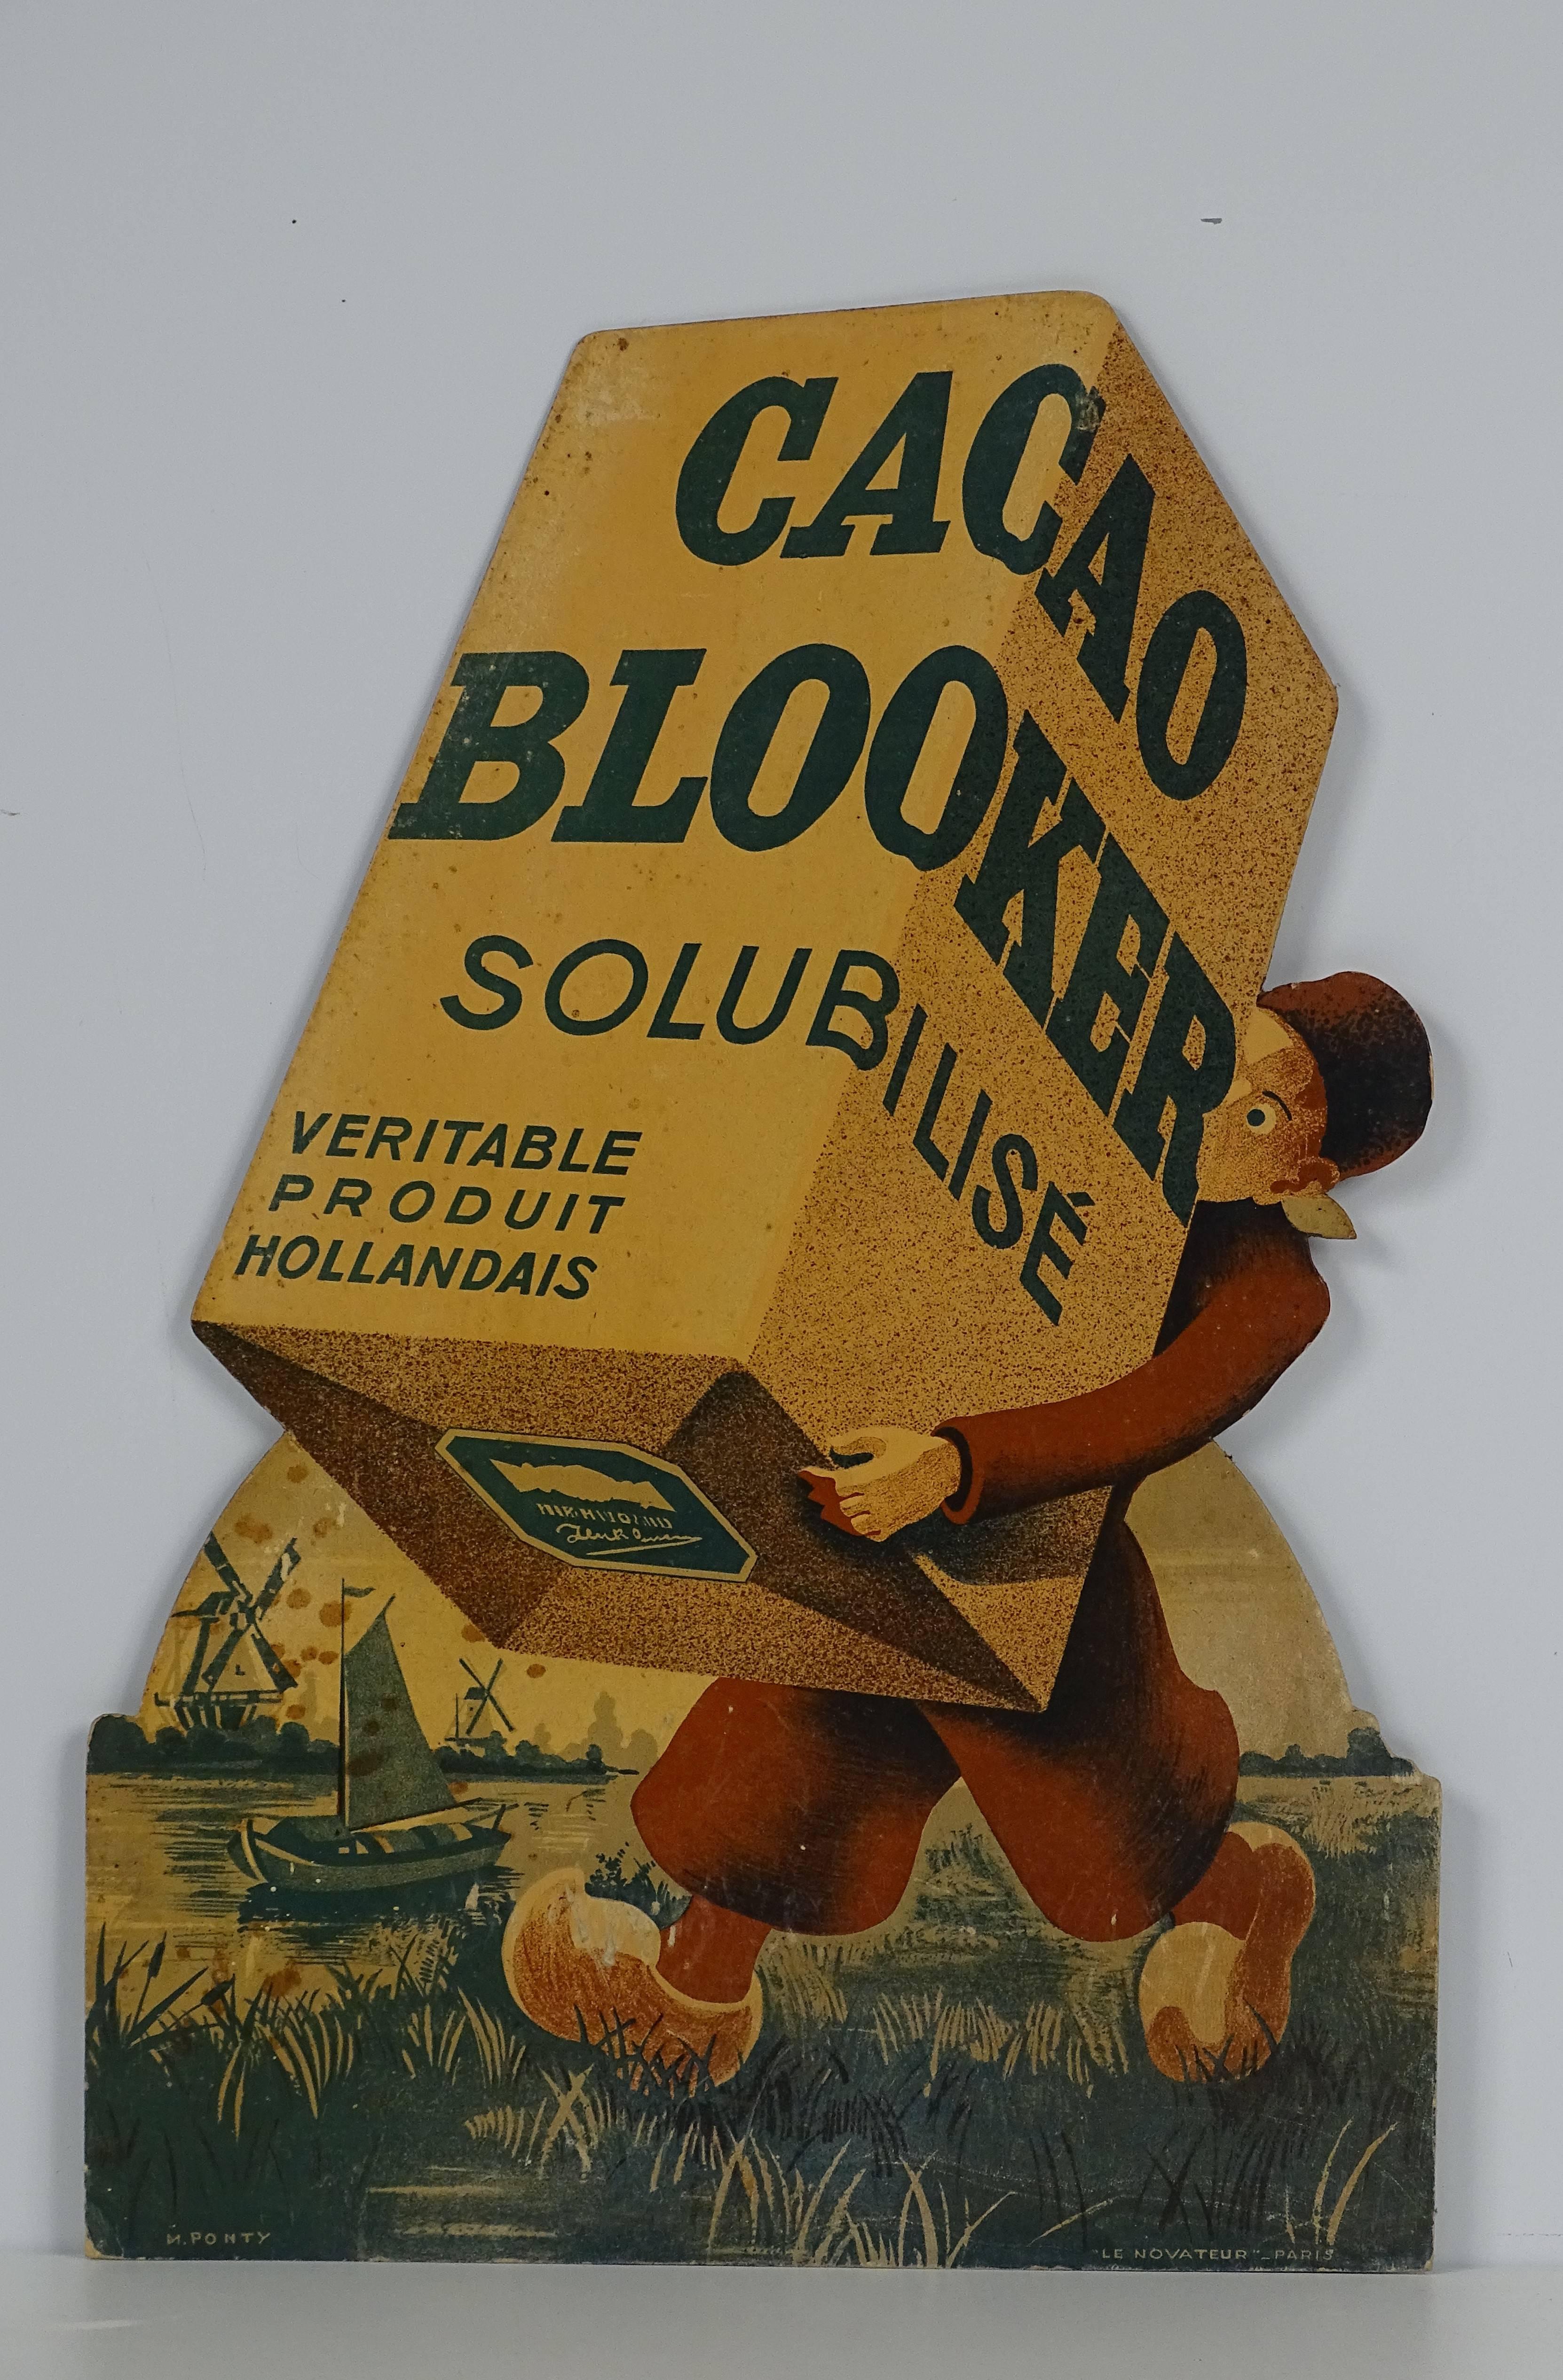 CACAO
BLOOKER
SOLUBILISÉ
VERITABLE
PRODUIT
HOLLANDAIS
M. PONTY
"LE NOVATEUR"_PARIS